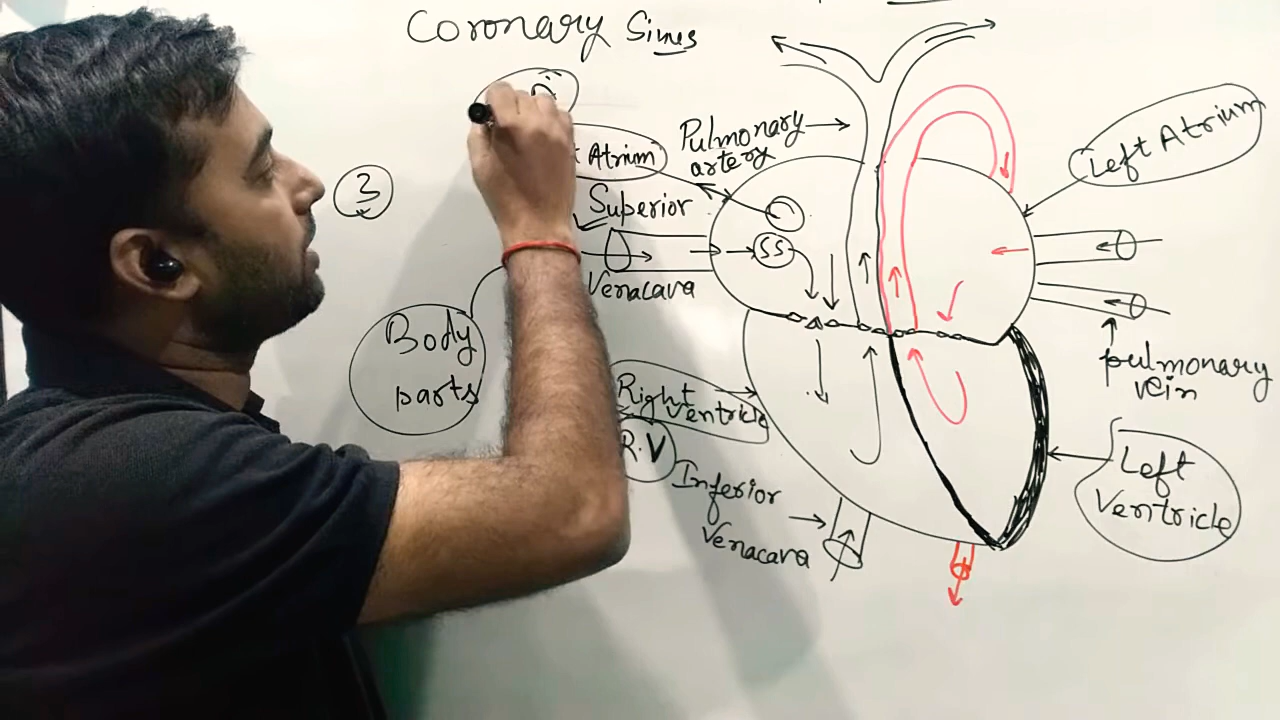 Coronary Sinus
3
Atrium
Pulmonary
artery
Left Atrium
Superior
Venacava
SS
Body
parts
pulmonary
vein
Right
Ventricle
R.V
Left
Ventricle
Inferior
Venacava